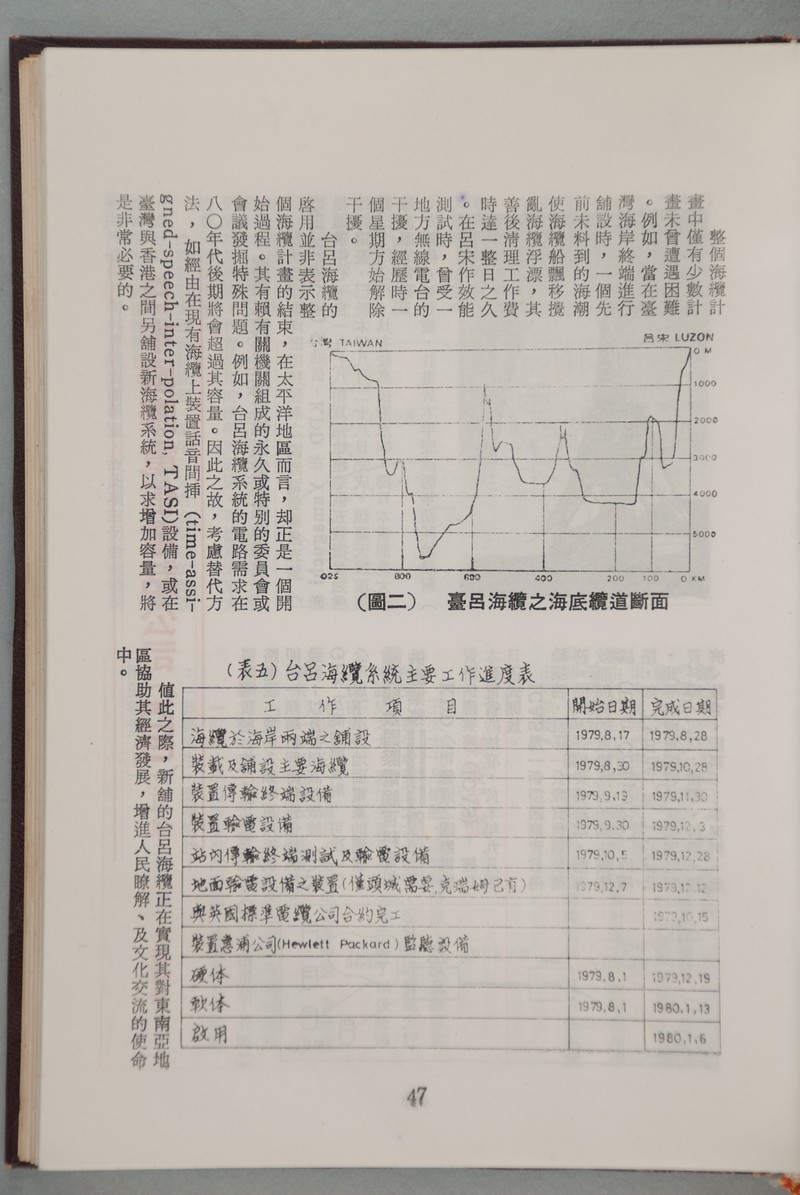 整個海纜計
畫中僅有少數計
畫未曾遭遇困難
。例如，當在臺
灣海岸終端進行
舖設時，一個先
前未料到的海潮
使海纜船飄移攪
亂海纜浮漂，其
善後清理工作費
時達一整日之久
。在呂宋作效能
測試時，曾受一
地方無線電台的
干擾，經歷時一
個星期方始解除
干擾。
台呂海纜的
啓用並非表示整
個海纜計畫的結束，在太平洋地區而言，却正是一個開
始過程。其有賴有關機關組成的永久或特別的委員會或
會議發掘特殊問題。例如，台呂海纜系統的電路需求在
八〇年代後期將會超過其容量。因此之故，考慮替代方
法，如經由在現有海纜上裝置話音間挿 (time-assi-
gned-speech-inter-polation, TASI)設備，或在
臺灣與香港之間另舖設新海纜系統，以求增加容量，將
是非常必要的。
台灣 TAIWAN
呂宋 LUZON
0 M
1000
2000
3000
4000
5000
025 800 600 400 200 100 0 KM
(圖二) 臺呂海纜之海底纜道斷面
值此之際，新舖的台呂海纜正在實現其對東南亞地
區協助其經濟發展，增進人民瞭解、及文化交流的使命
中。
(表五)台呂海纜系統主要工作進度表
工 作 項 目 開始日期 完成日期
海纜於海岸兩端之舖設 1979,8,17 1979,8,28
裝載及舖設主要海纜 1979,8,30 1979,10,28
裝置傳輸終端設備 1979,9,19 1979,11,30
裝置輸電設備 1979,9,30 1979,12,3
站內傳輸終端測試及輸電設備 1979,10,5 1979,12,28
地面輸電設備之裝置(僅頭城需要,克瑞姆已有) 1979,12,7 1979,12,12
與英國標準電纜公司合約完工 1979,10,15
裝置惠浦公司(Hewlett Packard)監聽設備
硬体 1979,8,1 1979,12,19
軟体 1979,8,1 1980,1,13
啟用 1980,1,6
47